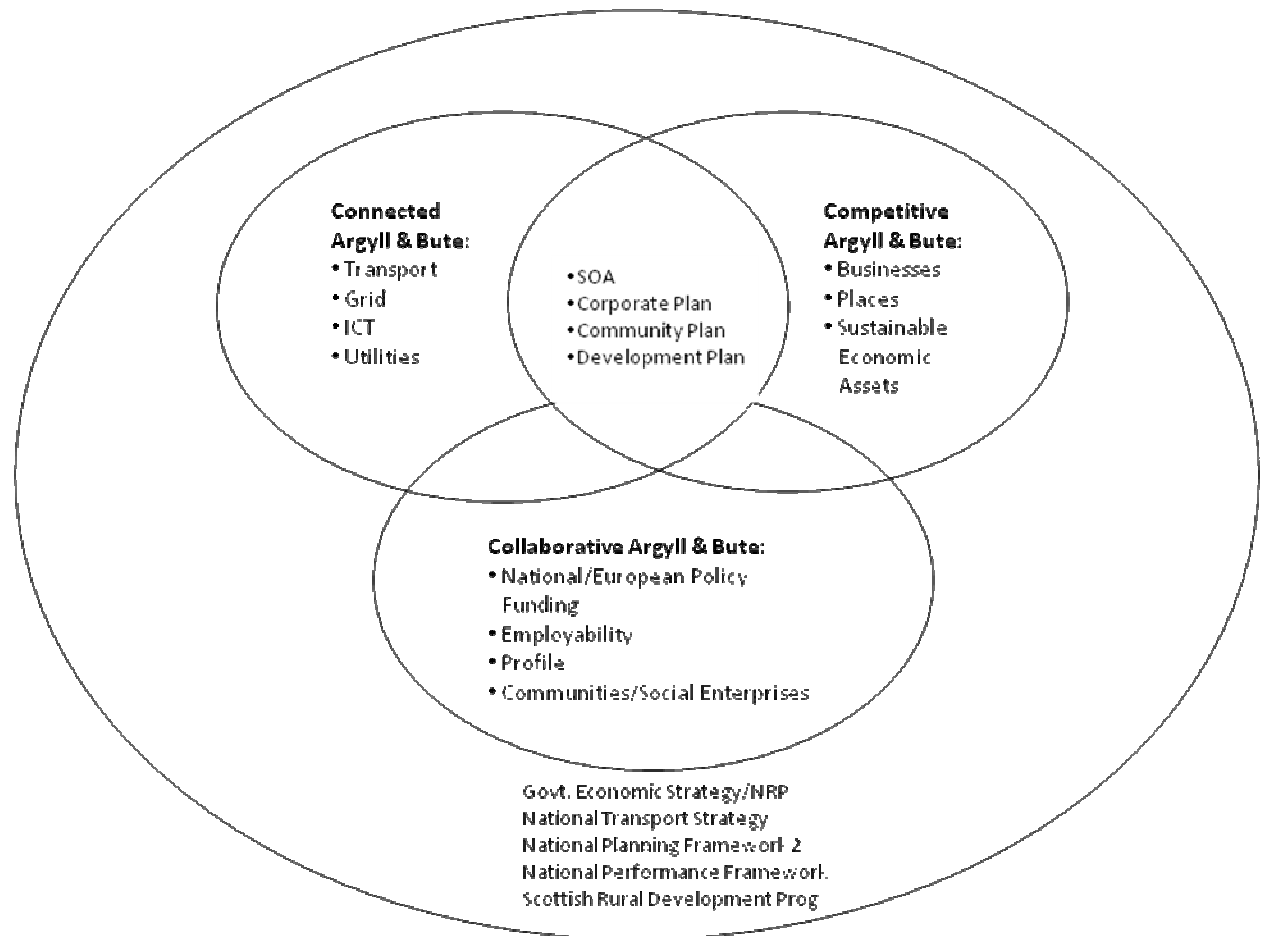 Connected
Argyll & Bute:
• Transport
• Grid
• ICT
• Utilities
• SOA
• Corporate Plan
• Community Plan
• Development Plan
Competitive
Argyll & Bute:
• Businesses
• Places
• Sustainable
Economic
Assets
Collaborative Argyll & Bute:
• National/European Policy
Funding
• Employability
• Profile
• Communities/Social Enterprises
Govt. Economic Strategy/NRP
National Transport Strategy
National Planning Framework 2
National Performance Framework
Scottish Rural Development Prog